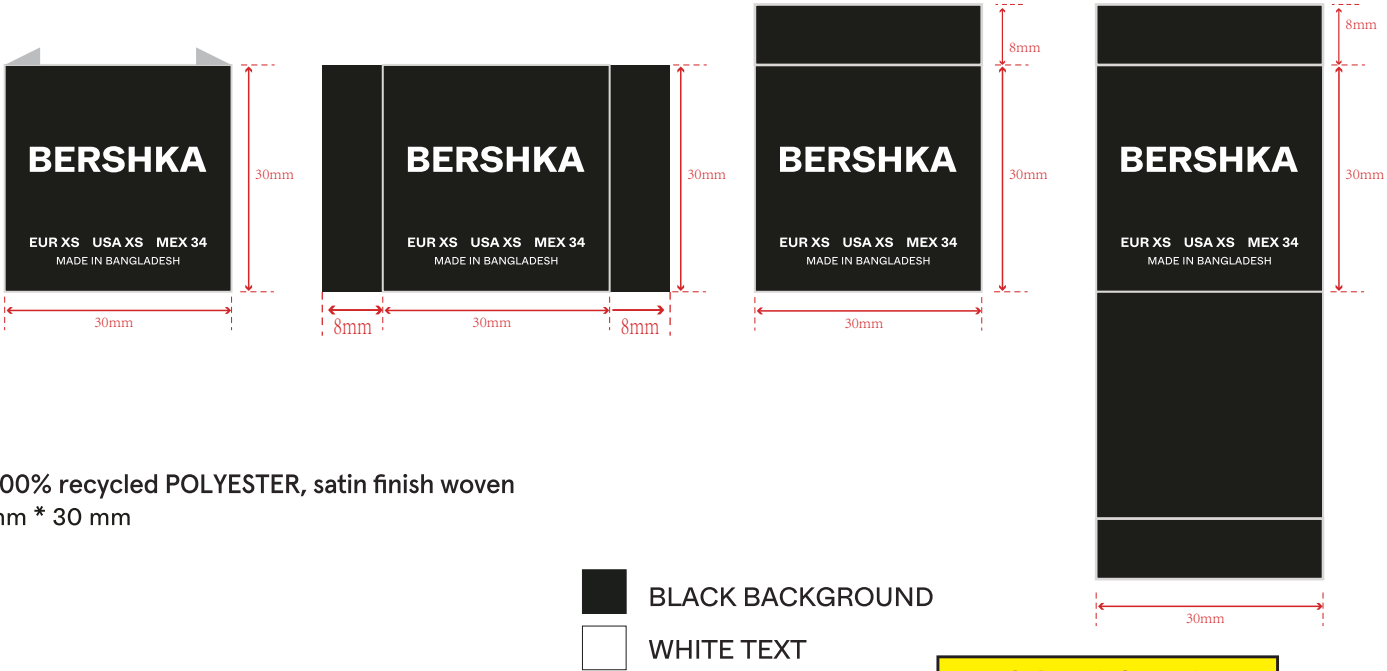 8mm
8mm
BERSHKA
EUR XS USA XS MEX 34
MADE IN BANGLADESH
30mm
30mm
BERSHKA
EUR XS USA XS MEX 34
MADE IN BANGLADESH
30mm
8mm
30mm
8mm
BERSHKA
EUR XS USA XS MEX 34
MADE IN BANGLADESH
30mm
30mm
BERSHKA
EUR XS USA XS MEX 34
MADE IN BANGLADESH
30mm
30mm
00% recycled POLYESTER, satin finish woven
mm * 30 mm
BLACK BACKGROUND
WHITE TEXT